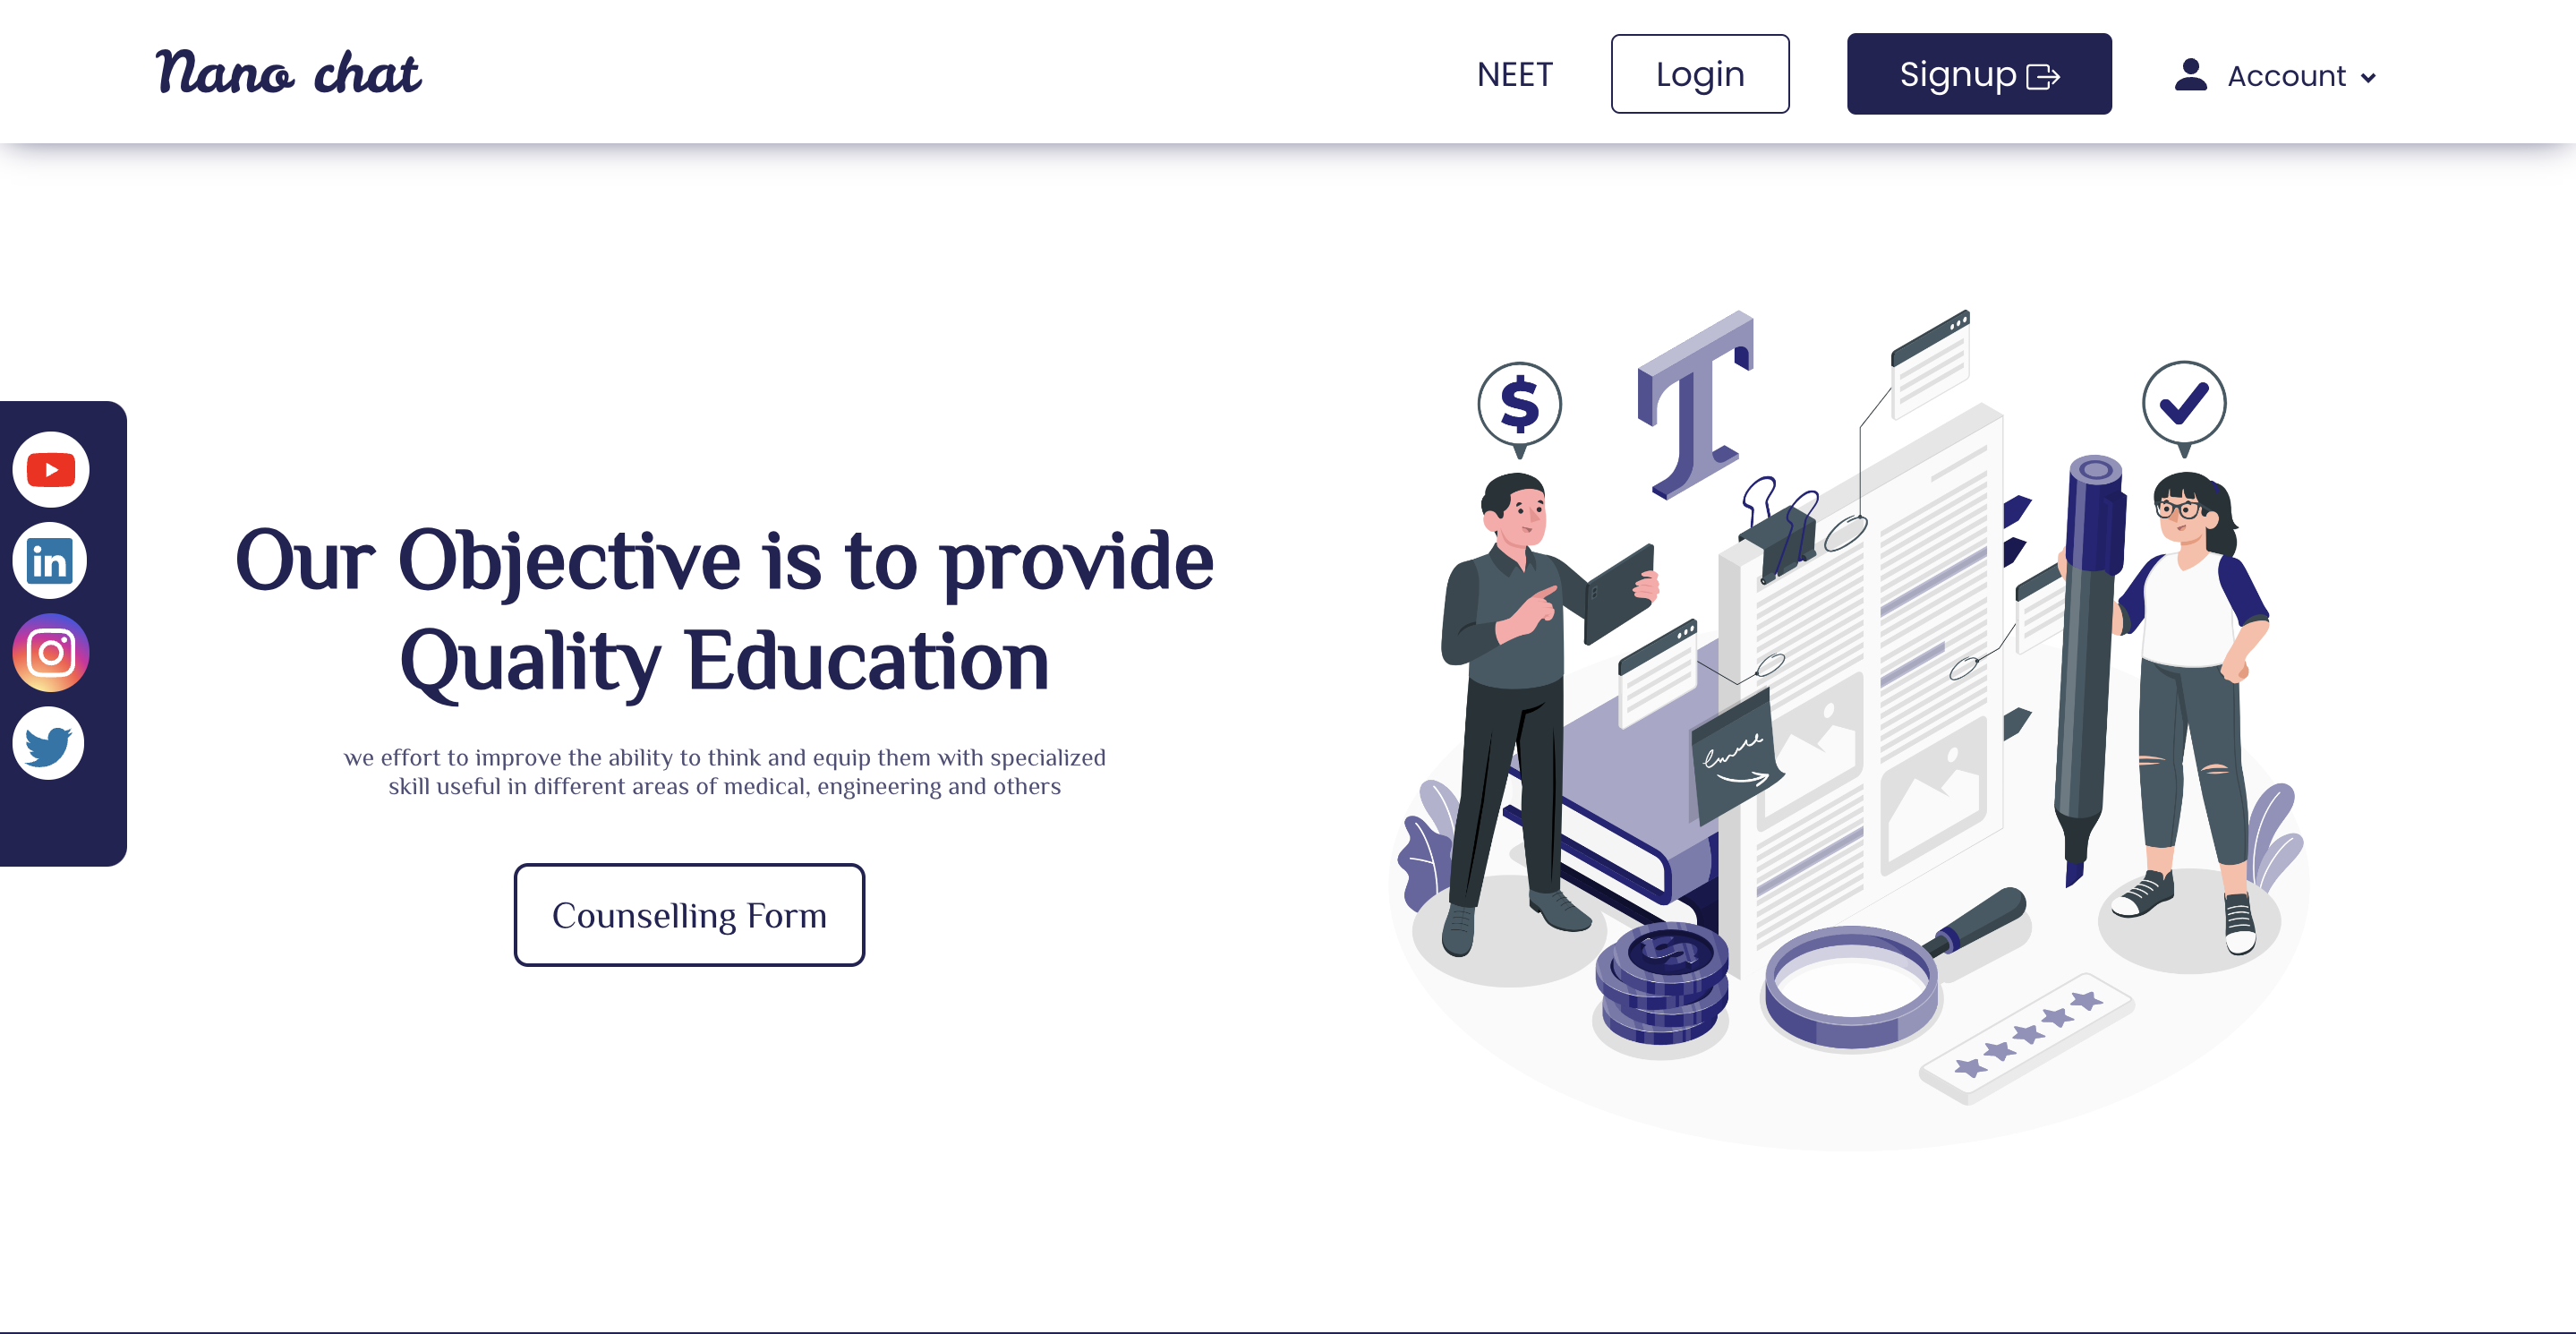 Nano chat
NEET
Login
Signup
Account
Our Objective is to provide
Quality Education
we effort to improve the ability to think and equip them with specialized
skill useful in different areas of medical, engineering and others
Counselling Form
in
T
$
$